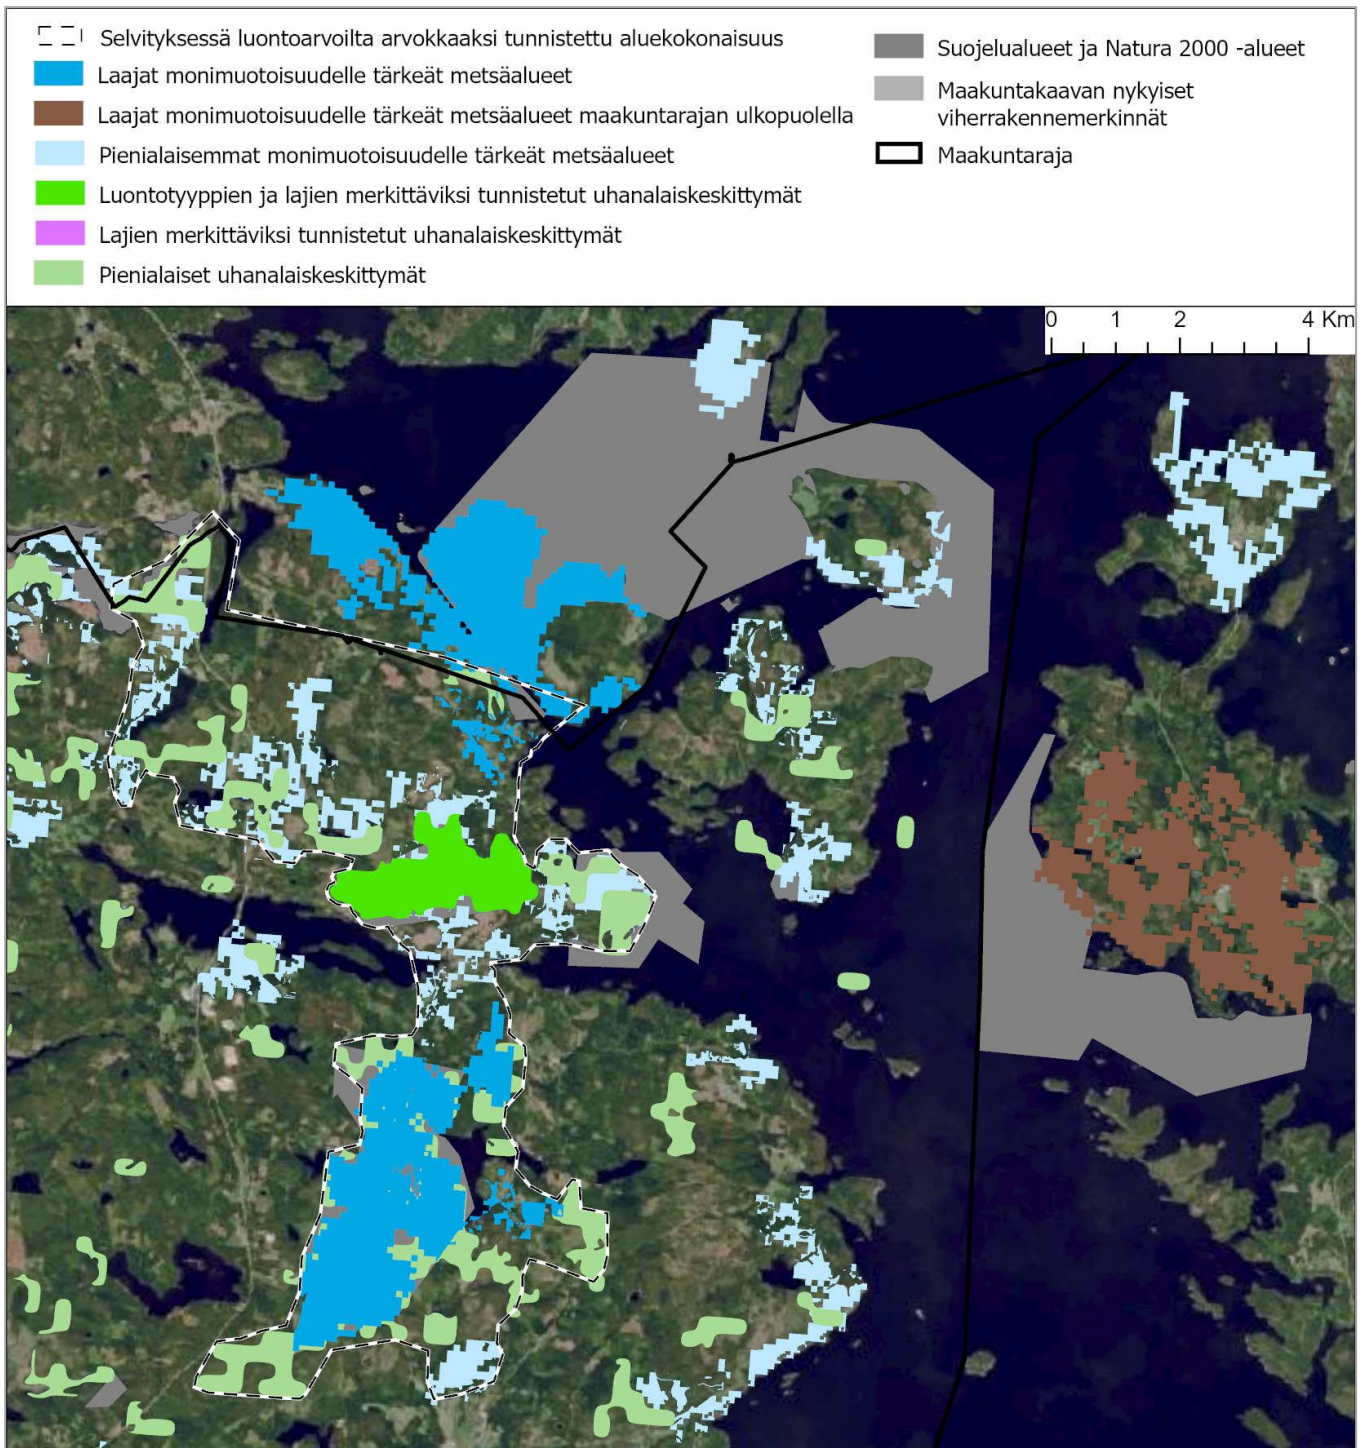 Selvityksessä luontoarvoilta arvokkaaksi tunnistettu aluekokonaisuus
Laajat monimuotoisuudelle tärkeät metsäalueet
Laajat monimuotoisuudelle tärkeät metsäalueet maakuntarajan ulkopuolella
Pienialaisemmat monimuotoisuudelle tärkeät metsäalueet
Luontotyyppien ja lajien merkittäviksi tunnistetut uhanalaiskeskittymät
Lajien merkittäviksi tunnistetut uhanalaiskeskittymät
Pienialaiset uhanalaiskeskittymät
Suojelualueet ja Natura 2000 -alueet
Maakuntakaavan nykyiset
viherrakennemerkinnät
Maakuntaraja
0 1 2 4 Km